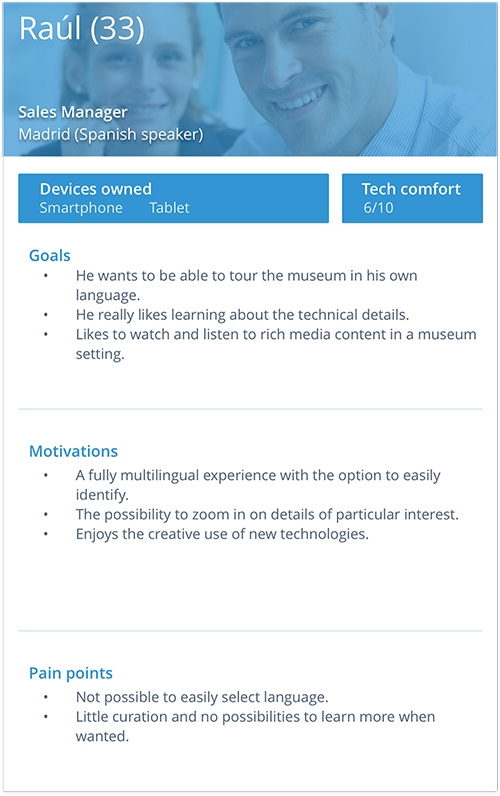 Raúl (33)
Sales Manager
Madrid (Spanish speaker)
Devices owned
Smartphone Tablet
Tech comfort
6/10
Goals
• He wants to be able to tour the museum in his own
language.
• He really likes learning about the technical details.
• Likes to watch and listen to rich media content in a museum
setting.
Motivations
• A fully multilingual experience with the option to easily
identify.
• The possibility to zoom in on details of particular interest.
• Enjoys the creative use of new technologies.
Pain points
• Not possible to easily select language.
• Little curation and no possibilities to learn more when
wanted.